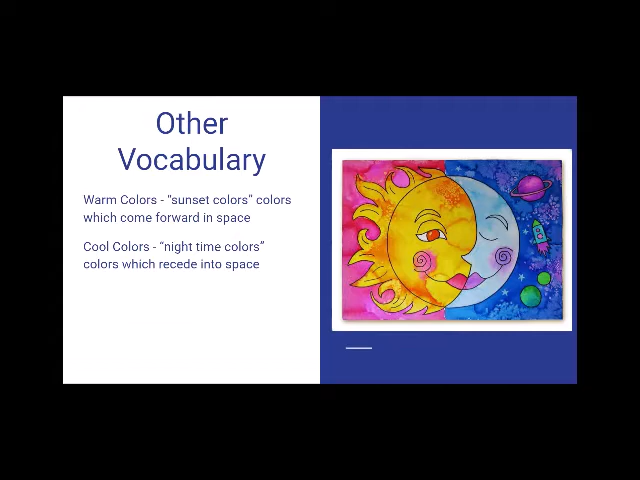 Other
Vocabulary
Warm Colors - “sunset colors” colors
which come forward in space
Cool Colors - “night time colors”
colors which recede into space